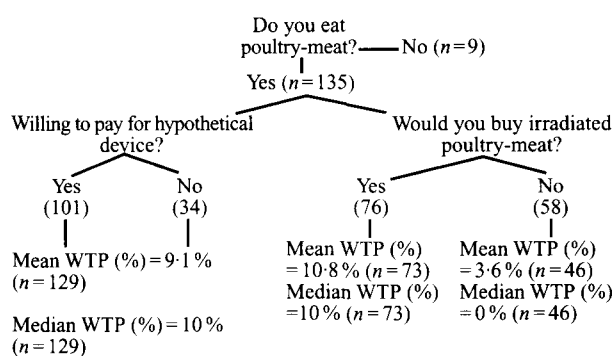 Do you eat
poultry-meat? No (n=9)
Yes (n=135)
Willing to pay for hypothetical
device?
Would you buy irradiated
poultry-meat?
Yes
(101)
No
(34)
Yes
(76)
No
(58)
Mean WTP (%)=9·1%
(n=129)
Median WTP (%)=10%
(n=129)
Mean WTP (%)
=10·8% (n=73)
Median WTP (%)
=10% (n=73)
Mean WTP (%)
=3·6% (n=46)
Median WTP (%)
=0% (n=46)